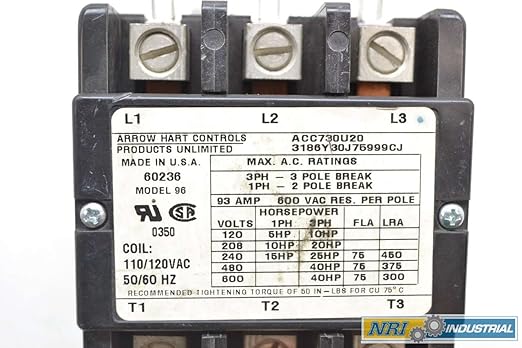 L1 L2 L3
ARROW HART CONTROLS ACC730U20
PRODUCTS UNLIMITED 3186Y30J75999CJ
MADE IN U.S.A.
60236
MODEL 96
0350
COIL:
110/120VAC
50/60 HZ
MAX. A.C. RATINGS
3PH - 3 POLE BREAK
1PH - 2 POLE BREAK
93 AMP 600 VAC RES. PER POLE
HORSEPOWER
VOLTS 1PH 3PH FLA LRA
120 5HP 10HP
208 10HP 20HP
240 15HP 25HP 75 450
480 40HP 75 375
600 40HP 75 300
RECOMMENDED TIGHTENING TORQUE OF 50 IN-LBS FOR CU 75°C
T1 T2 T3
NRI INDUSTRIAL